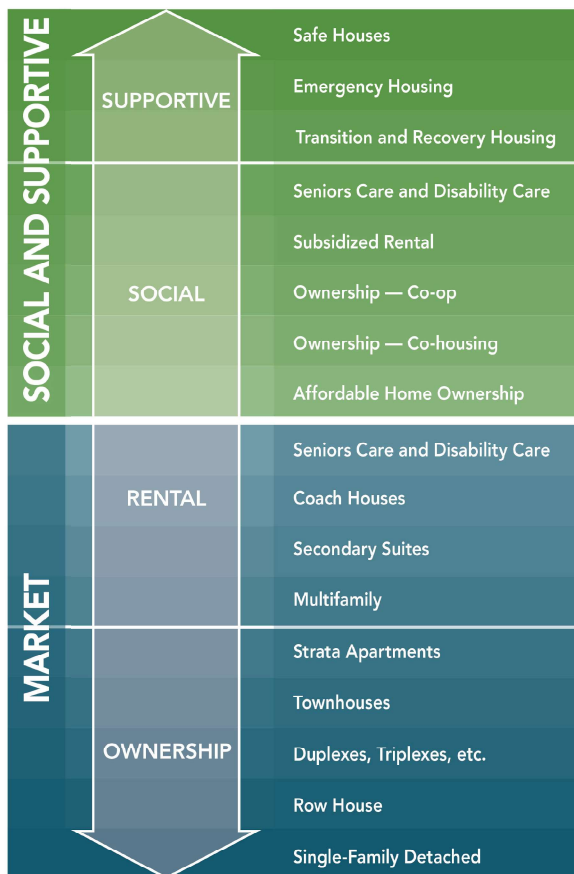 SOCIAL AND SUPPORTIVE
SUPPORTIVE
Safe Houses
Emergency Housing
Transition and Recovery Housing
SOCIAL
Seniors Care and Disability Care
Subsidized Rental
Ownership — Co-op
Ownership — Co-housing
Affordable Home Ownership
MARKET
RENTAL
Seniors Care and Disability Care
Coach Houses
Secondary Suites
Multifamily
OWNERSHIP
Strata Apartments
Townhouses
Duplexes, Triplexes, etc.
Row House
Single-Family Detached